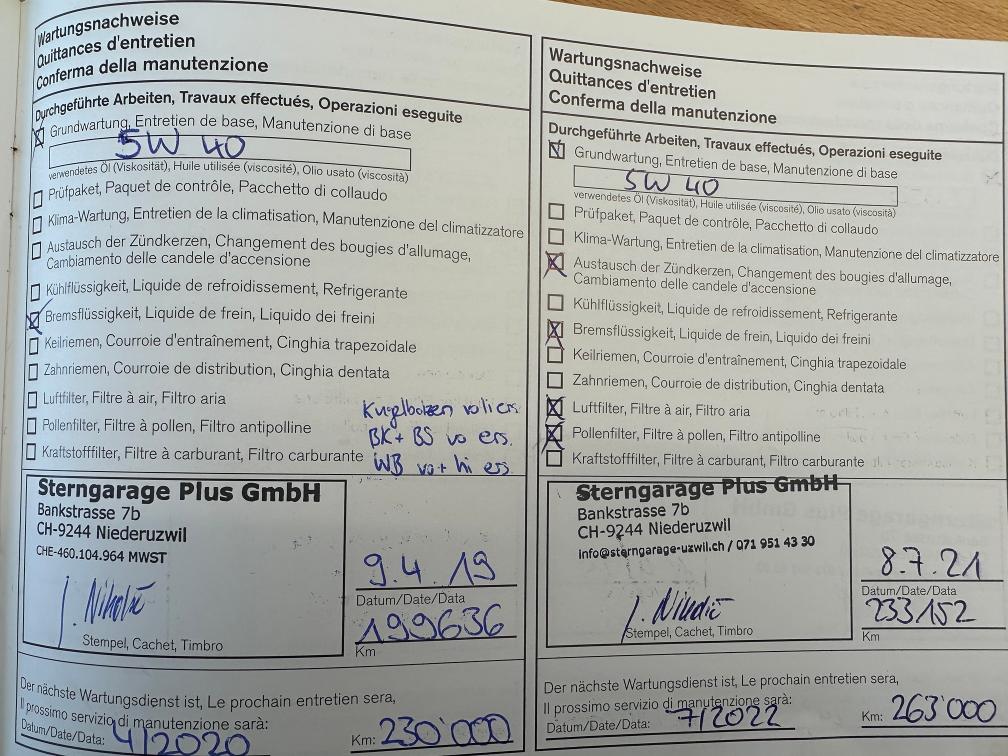 Wartungsnachweise
Quittances d'entretien
Conferma della manutenzione
Durchgeführte Arbeiten, Travaux effectués, Operazioni eseguite
Grundwartung, Entretien de base, Manutenzione di base
5W 40
verwendetes Öl (Viskosität), Huile utilisée (viscosité), Olio usato (viscosità)
Prüfpaket, Paquet de contrôle, Pacchetto di collaudo
Klima-Wartung, Entretien de la climatisation, Manutenzione del climatizzatore
Austausch der Zündkerzen, Changement des bougies d'allumage,
Cambiamento delle candele d'accensione
Kühlflüssigkeit, Liquide de refroidissement, Refrigerante
Bremsflüssigkeit, Liquide de frein, Liquido dei freini
Keilriemen, Courroie d'entraînement, Cinghia trapezoidale
Zahnriemen, Courroie de distribution, Cinghia dentata
Luftfilter, Filtre à air, Filtro aria
Pollenfilter, Filtre à pollen, Filtro antipolline
Kraftstofffilter, Filtre à carburant, Filtro carburante
Kugelbolzen vo li ers.
BK + BS vo ers.
WB vo + hi ers
Sterngarage Plus GmbH
Bankstrasse 7b
CH-9244 Niederuzwil
CHE-460.104.964 MWST
Stempel, Cachet, Timbro
9.4.19
Datum/Date/Data
199636
Km
Der nächste Wartungsdienst ist, Le prochain entretien sera,
Il prossimo servizio di manutenzione sarà:
Datum/Date/Data: 4/2020 Km: 230'000
Wartungsnachweise
Quittances d'entretien
Conferma della manutenzione
Durchgeführte Arbeiten, Travaux effectués, Operazioni eseguite
Grundwartung, Entretien de base, Manutenzione di base
5W 40
verwendetes Öl (Viskosität), Huile utilisée (viscosité), Olio usato (viscosità)
Prüfpaket, Paquet de contrôle, Pacchetto di collaudo
Klima-Wartung, Entretien de la climatisation, Manutenzione del climatizzatore
Austausch der Zündkerzen, Changement des bougies d'allumage,
Cambiamento delle candele d'accensione
Kühlflüssigkeit, Liquide de refroidissement, Refrigerante
Bremsflüssigkeit, Liquide de frein, Liquido dei freini
Keilriemen, Courroie d'entraînement, Cinghia trapezoidale
Zahnriemen, Courroie de distribution, Cinghia dentata
Luftfilter, Filtre à air, Filtro aria
Pollenfilter, Filtre à pollen, Filtro antipolline
Kraftstofffilter, Filtre à carburant, Filtro carburante
Sterngarage Plus GmbH
Bankstrasse 7b
CH-9244 Niederuzwil
info@sterngarage-uzwil.ch / 071 951 43 30
Stempel, Cachet, Timbro
8.7.21
Datum/Date/Data
233152
Km
Der nächste Wartungsdienst ist, Le prochain entretien sera,
Il prossimo servizio di manutenzione sarà:
Datum/Date/Data: 7/2022 Km: 263'000